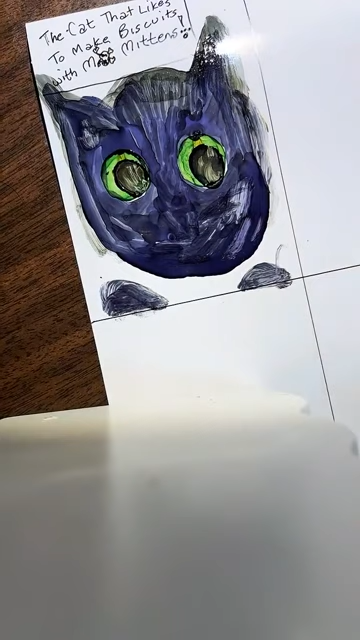 The Cat That Likes
To Make Biscuits
with Mittens!